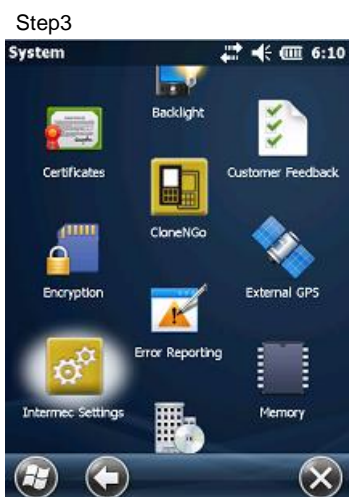 Step3
System 6:10
Backlight
Certificates
Customer Feedback
CloneNGo
Encryption
External GPS
Error Reporting
Intermec Settings
Memory